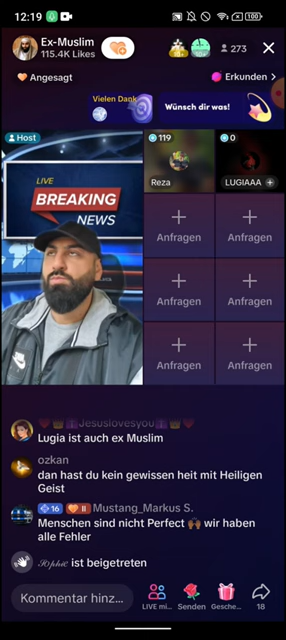 12:19
100
Ex-Muslim
115.4K Likes
273
Angesagt
Erkunden >
Vielen Dank
Wünsch dir was!
Host
119
0
LIVE
BREAKING
NEWS
Reza
LUGIAAA +
Anfragen
Anfragen
Anfragen
Anfragen
Anfragen
Anfragen
Jesuslovesyou
Lugia ist auch ex Muslim
ozkan
dan hast du kein gewissen heit mit Heiligen
Geist
16 II Mustang_Markus S.
Menschen sind nicht Perfect 🙌🏽 wir haben
alle Fehler
Sophie ist beigetreten
Kommentar hinz...
LIVE mi...
Senden
Gesche...
18